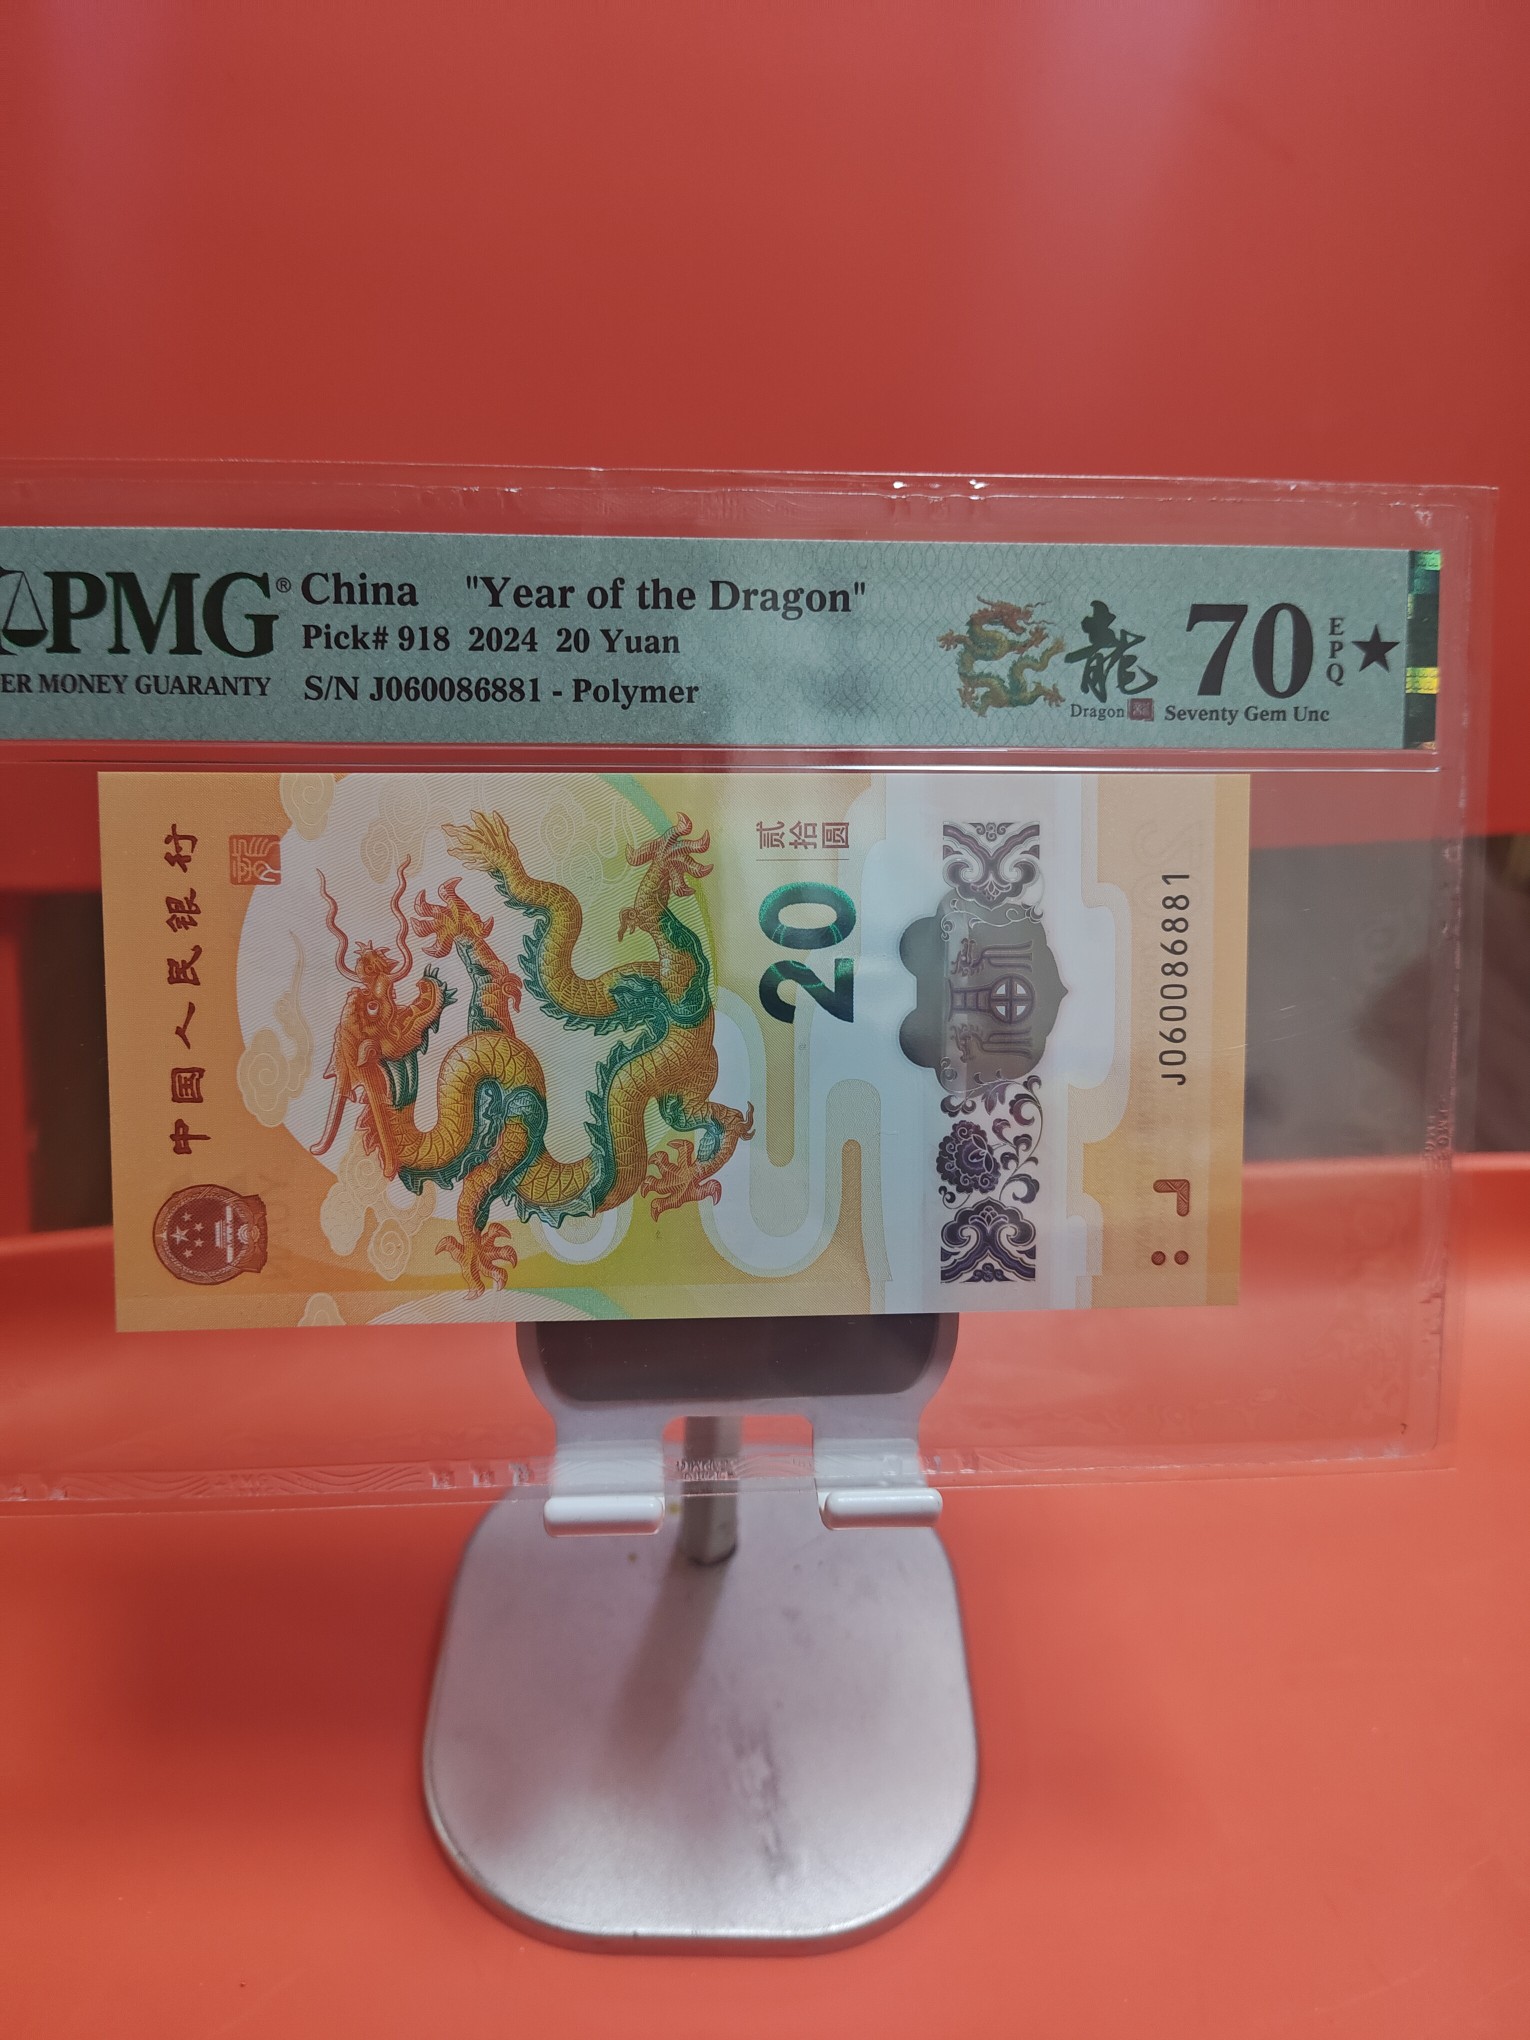 PMG® China "Year of the Dragon"
Pick# 918 2024 20 Yuan
ER MONEY GUARANTY S/N J060086881 - Polymer
龍
Dragon
70 EPQ ★
Seventy Gem Unc
中国人民银行
贰拾圆
20
J060086881